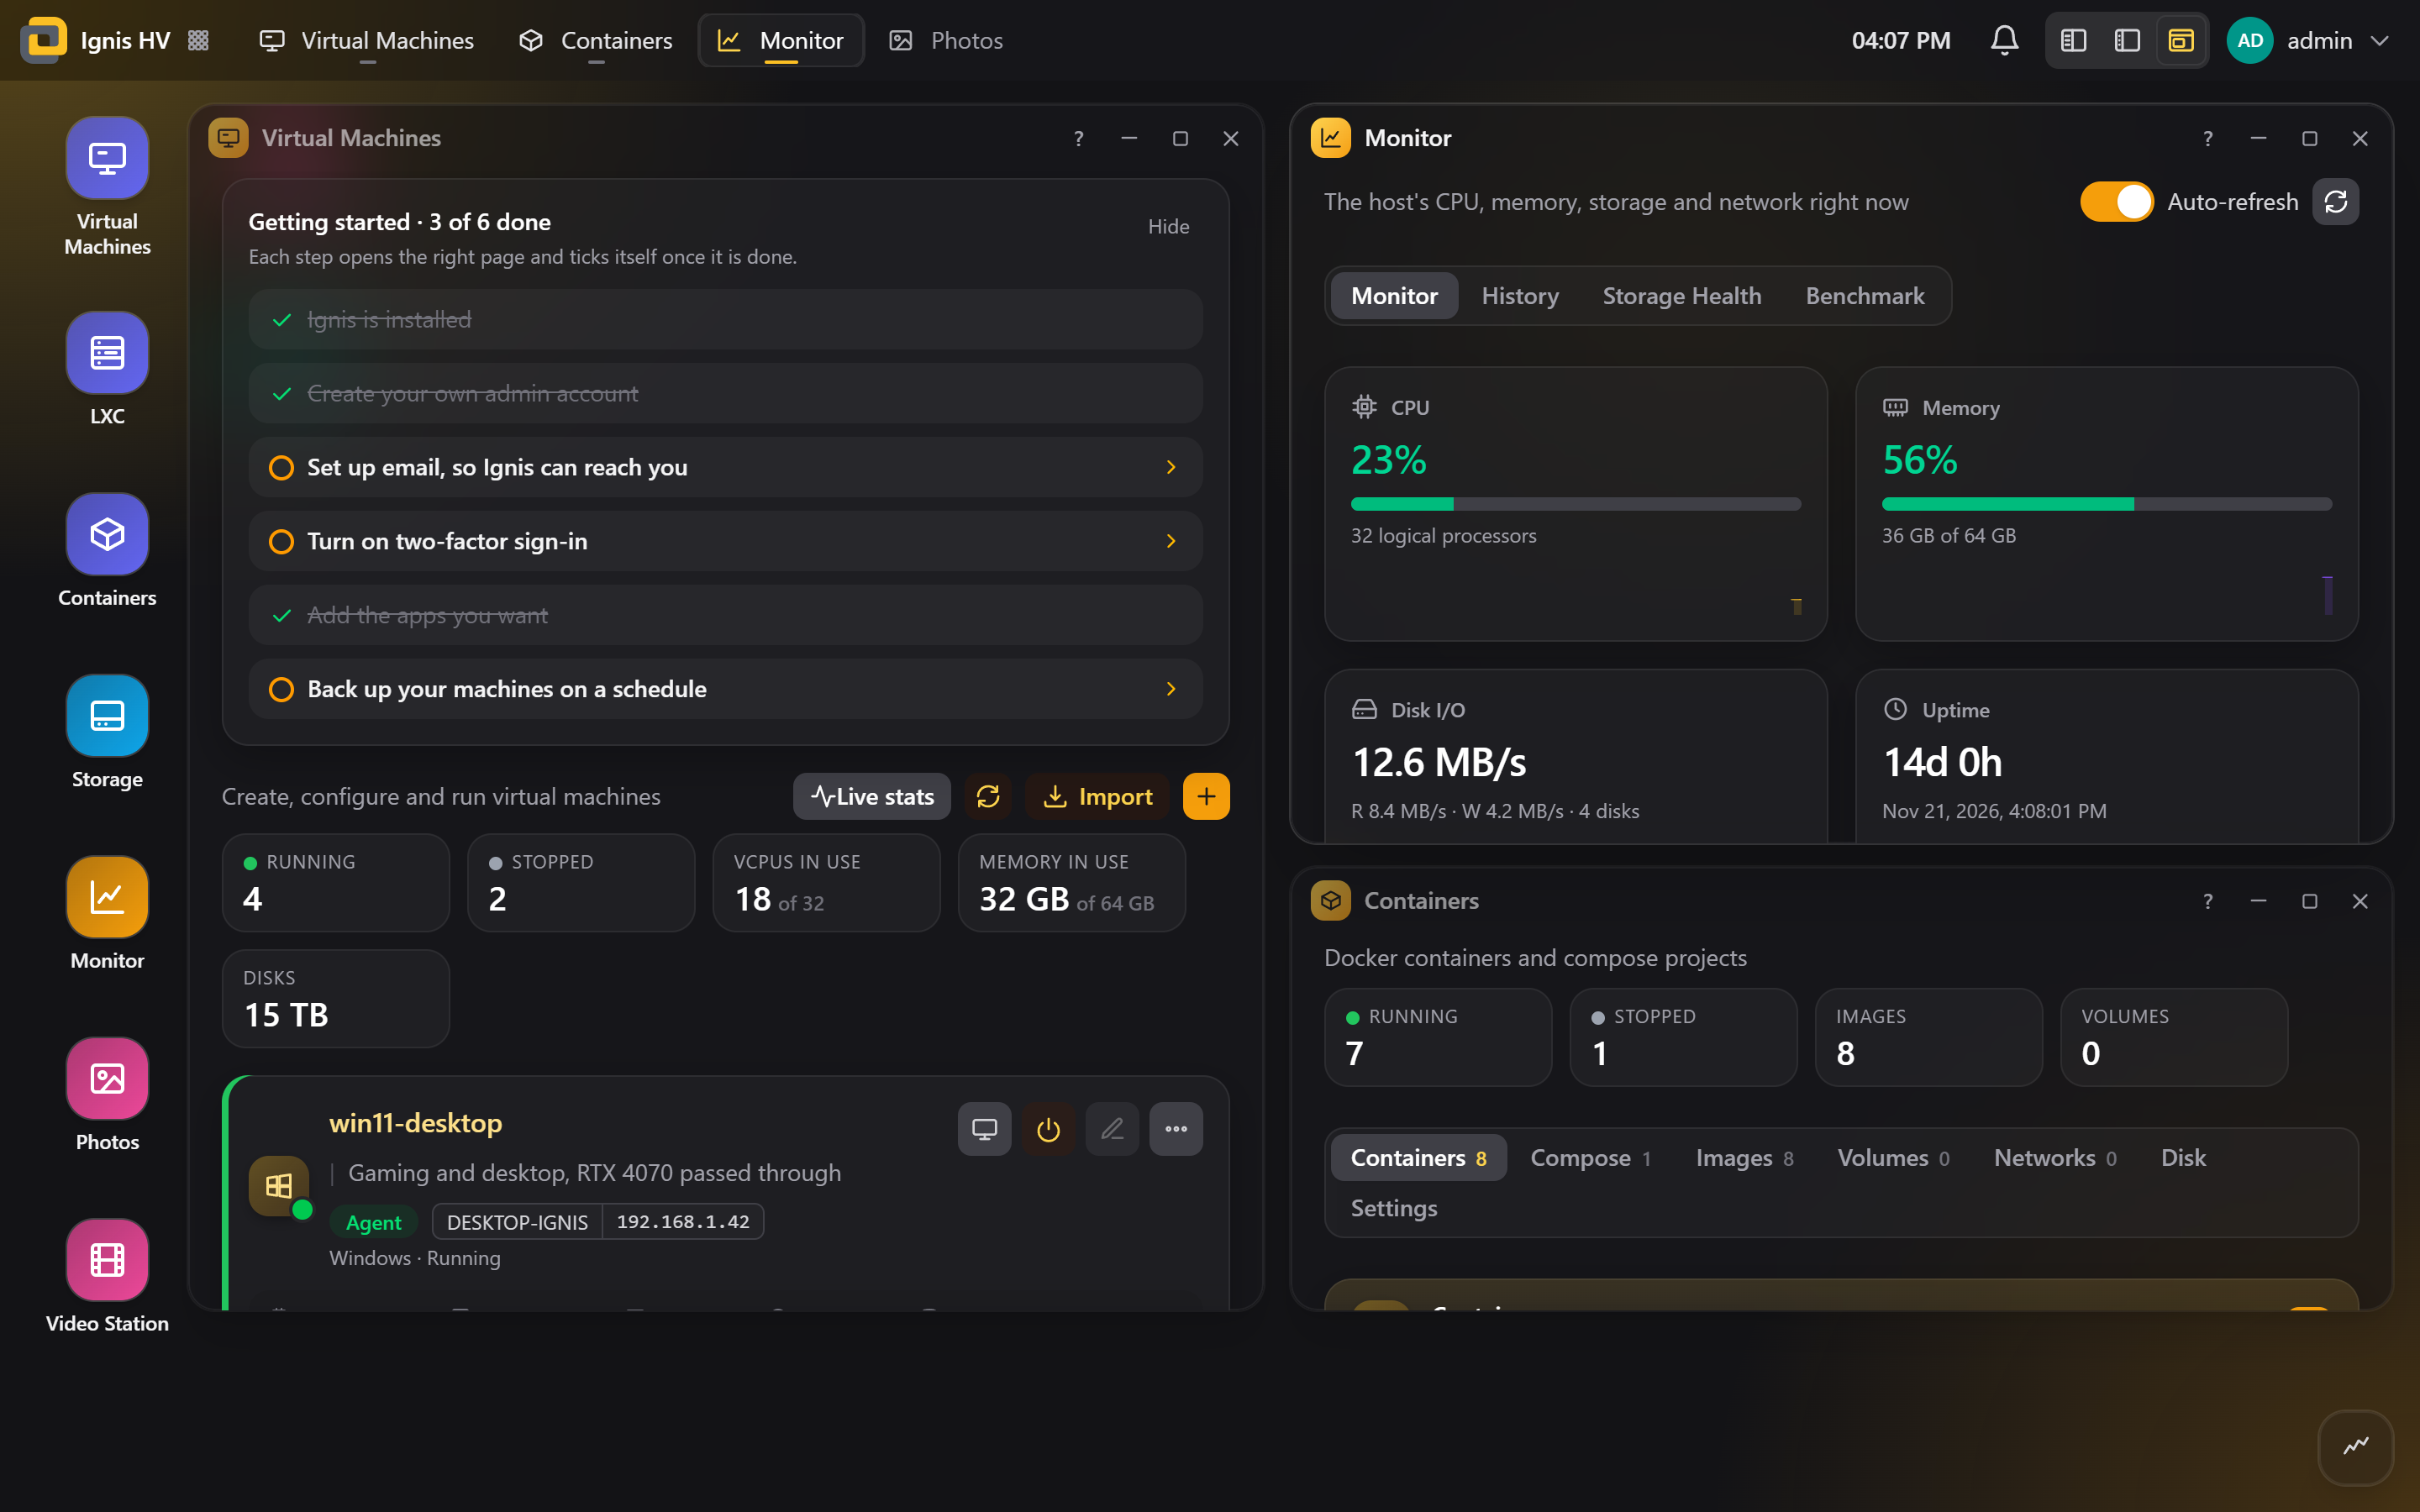 Ignis HV
Virtual Machines
Containers
Monitor
Photos
04:07 PM
AD
admin
Virtual
Machines
LXC
Containers
Storage
Monitor
Photos
Video Station
Virtual Machines
?
Getting started · 3 of 6 done
Hide
Each step opens the right page and ticks itself once it is done.
Ignis is installed
Create your own admin account
Set up email, so Ignis can reach you
Turn on two-factor sign-in
Add the apps you want
Back up your machines on a schedule
Create, configure and run virtual machines
Live stats
Import
RUNNING
4
STOPPED
2
VCPUS IN USE
18 of 32
MEMORY IN USE
32 GB of 64 GB
DISKS
15 TB
win11-desktop
Gaming and desktop, RTX 4070 passed through
Agent
DESKTOP-IGNIS
192.168.1.42
Windows · Running
Monitor
?
The host's CPU, memory, storage and network right now
Auto-refresh
Monitor
History
Storage Health
Benchmark
CPU
23%
32 logical processors
Memory
56%
36 GB of 64 GB
Disk I/O
12.6 MB/s
R 8.4 MB/s · W 4.2 MB/s · 4 disks
Uptime
14d 0h
Nov 21, 2026, 4:08:01 PM
Containers
?
Docker containers and compose projects
RUNNING
7
STOPPED
1
IMAGES
8
VOLUMES
0
Containers 8
Compose 1
Images 8
Volumes 0
Networks 0
Disk
Settings